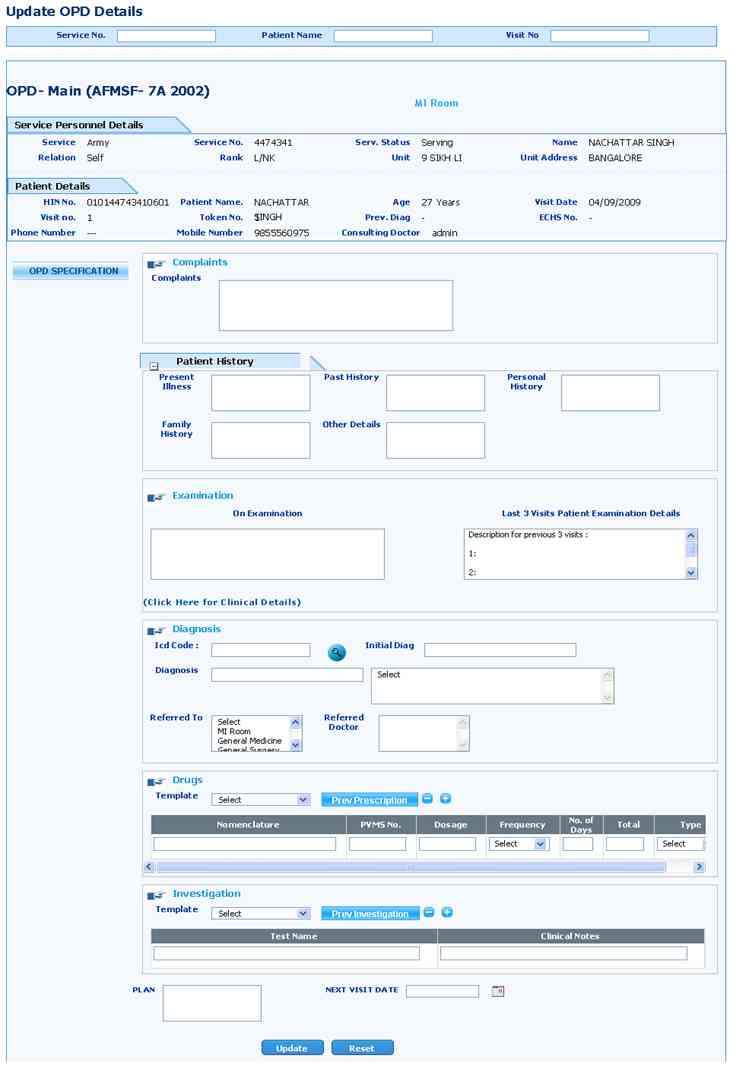 Update OPD Details
Service No. Patient Name Visit No
OPD- Main (AFMSF- 7A 2002)
MI Room
Service Personnel Details
Service Army Service No. 4474341 Serv. Status Serving Name NACHATTAR SINGH
Relation Self Rank L/NK Unit 9 SIKH LI Unit Address BANGALORE
Patient Details
HIN No. 010144743410601 Patient Name. NACHATTAR Age 27 Years Visit Date 04/09/2009
Visit no. 1 Token No. $INGH Prev. Diag - ECHS No. -
Phone Number --- Mobile Number 9855560975 Consulting Doctor admin
OPD SPECIFICATION
Complaints
Complaints
Patient History
Present Illness Past History Personal History
Family History Other Details
Examination
On Examination Last 3 Visits Patient Examination Details
Description for previous 3 visits :
1:
2:
(Click Here for Clinical Details)
Diagnosis
Icd Code : Initial Diag
Diagnosis Select
Referred To Select Referred Doctor
MI Room
General Medicine
General Surgery
Drugs
Template Select Prev Prescription
Nomenclature PVMS No. Dosage Frequency No. of Days Total Type
Select Select
Investigation
Template Select Prev Investigation
Test Name Clinical Notes
PLAN NEXT VISIT DATE
Update Reset